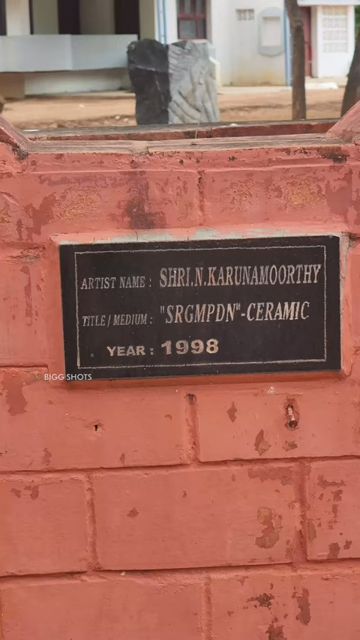 ARTIST NAME : SHRI.N.KARUNAMOORTHY
TITLE / MEDIUM : "SRGMPDN"-CERAMIC
YEAR : 1998
BIGG SHOTS